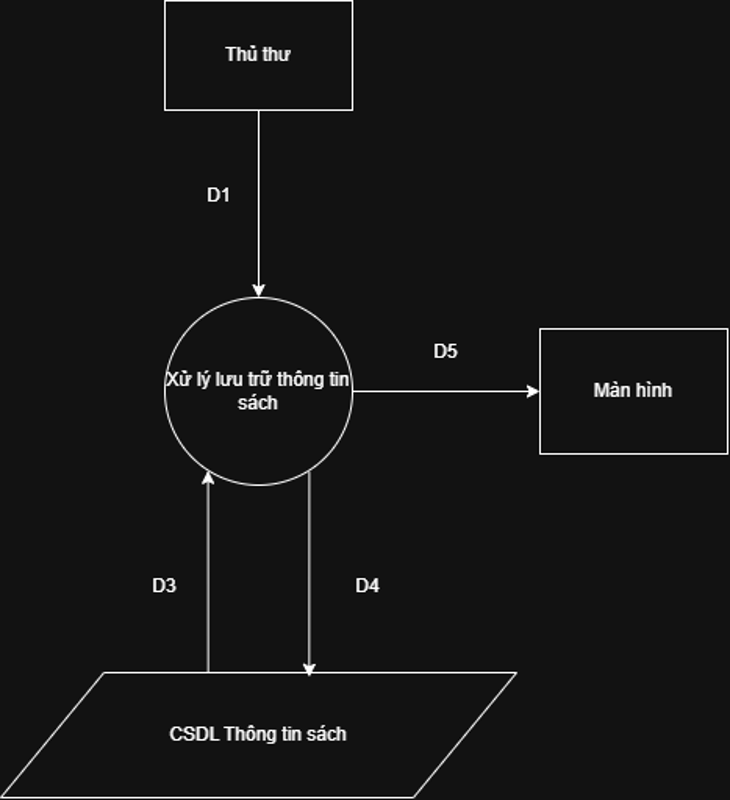 Thủ thư
D1
Xử lý lưu trữ thông tin
sách
D5
Màn hình
D3
D4
CSDL Thông tin sách